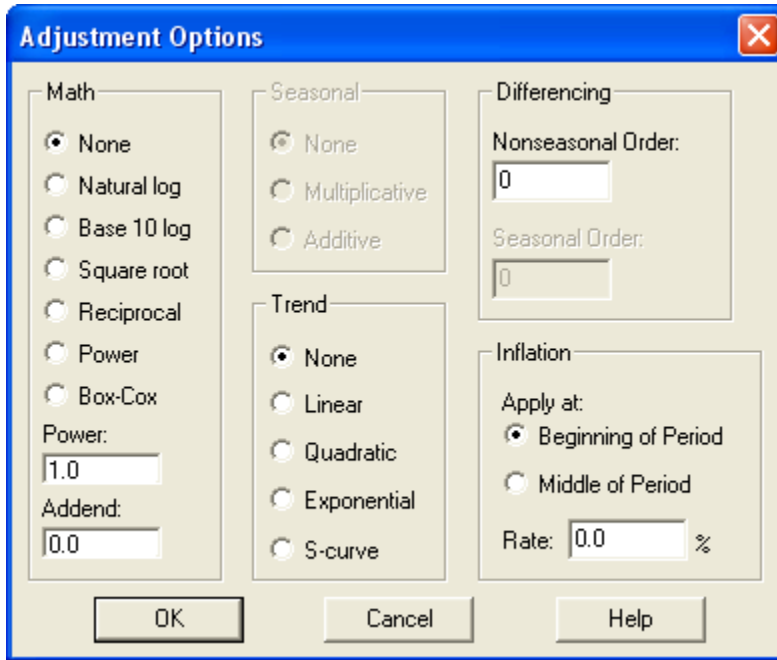 Adjustment Options
Math
None
Natural log
Base 10 log
Square root
Reciprocal
Power
Box-Cox
Power:
1.0
Addend:
0.0
Seasonal
None
Multiplicative
Additive
Trend
None
Linear
Quadratic
Exponential
S-curve
Differencing
Nonseasonal Order:
0
Seasonal Order:
0
Inflation
Apply at:
Beginning of Period
Middle of Period
Rate: 0.0 %
OK
Cancel
Help